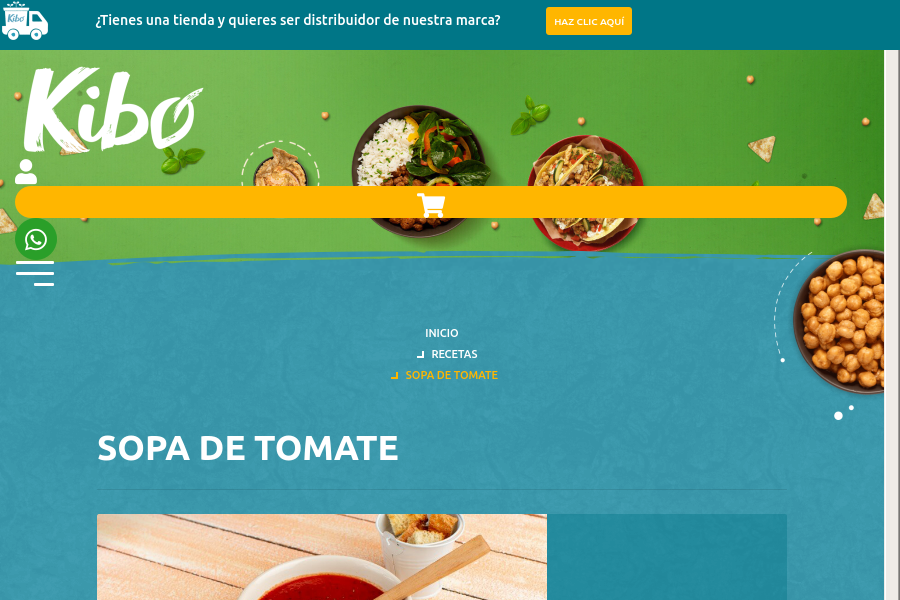 Kibo
¿Tienes una tienda y quieres ser distribuidor de nuestra marca?
HAZ CLIC AQUÍ
Kibo
INICIO
RECETAS
SOPA DE TOMATE
SOPA DE TOMATE